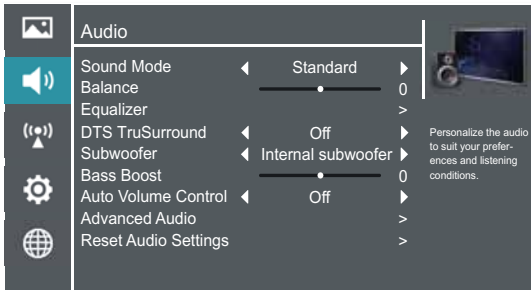 Audio
Sound Mode Standard
Balance 0
Equalizer >
DTS TruSurround Off
Subwoofer Internal subwoofer
Bass Boost 0
Auto Volume Control Off
Advanced Audio >
Reset Audio Settings >
Personalize the audio
to suit your prefer-
ences and listening
conditions.